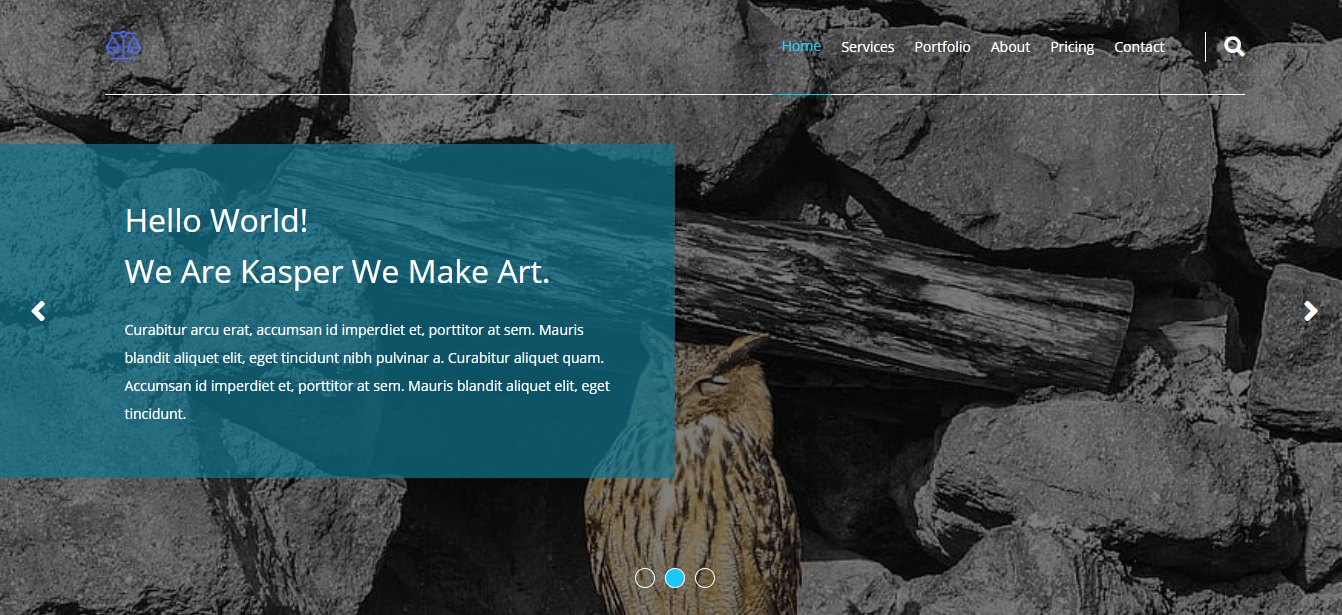 Home Services Portfolio About Pricing Contact
Hello World!
We Are Kasper We Make Art.
Curabitur arcu erat, accumsan id imperdiet et, porttitor at sem. Mauris
blandit aliquet elit, eget tincidunt nibh pulvinar a. Curabitur aliquet quam.
Accumsan id imperdiet et, porttitor at sem. Mauris blandit aliquet elit, eget
tincidunt.